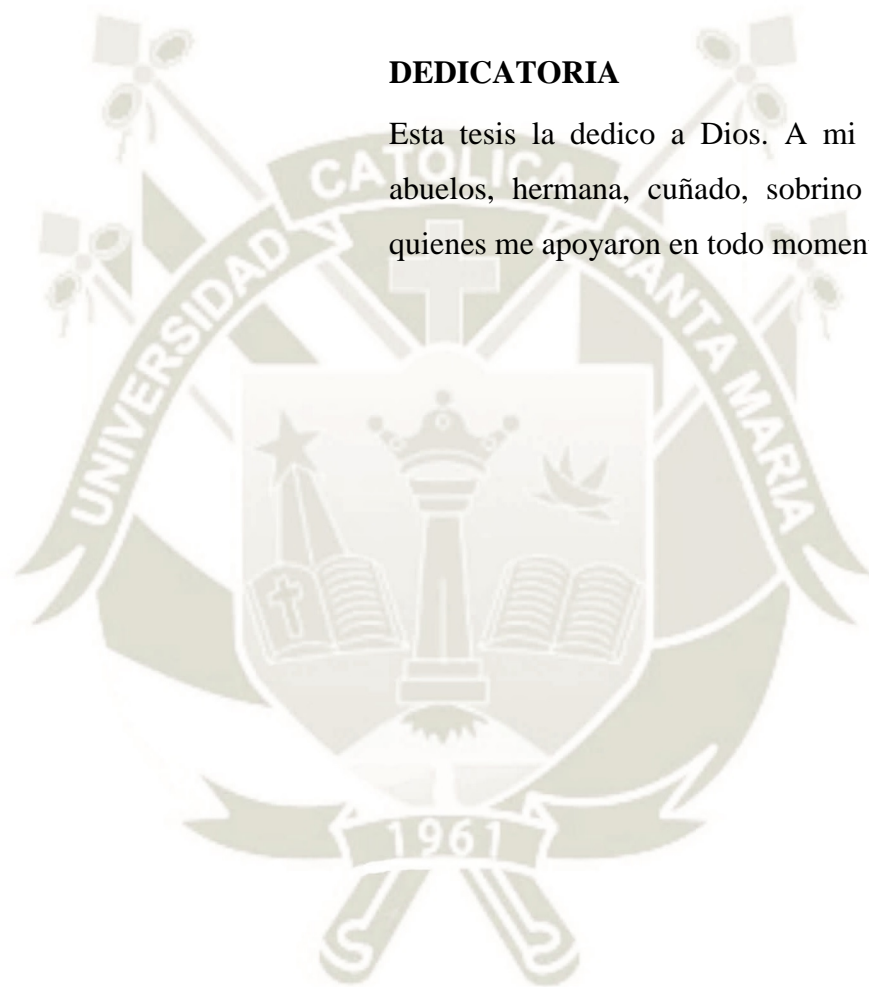 DEDICATORIA
Esta tesis la dedico a Dios. A mi
abuelos, hermana, cuñado, sobrino
quienes me apoyaron en todo momen
UNIVERSIDAD CATOLICA SANTA MARIA
1961